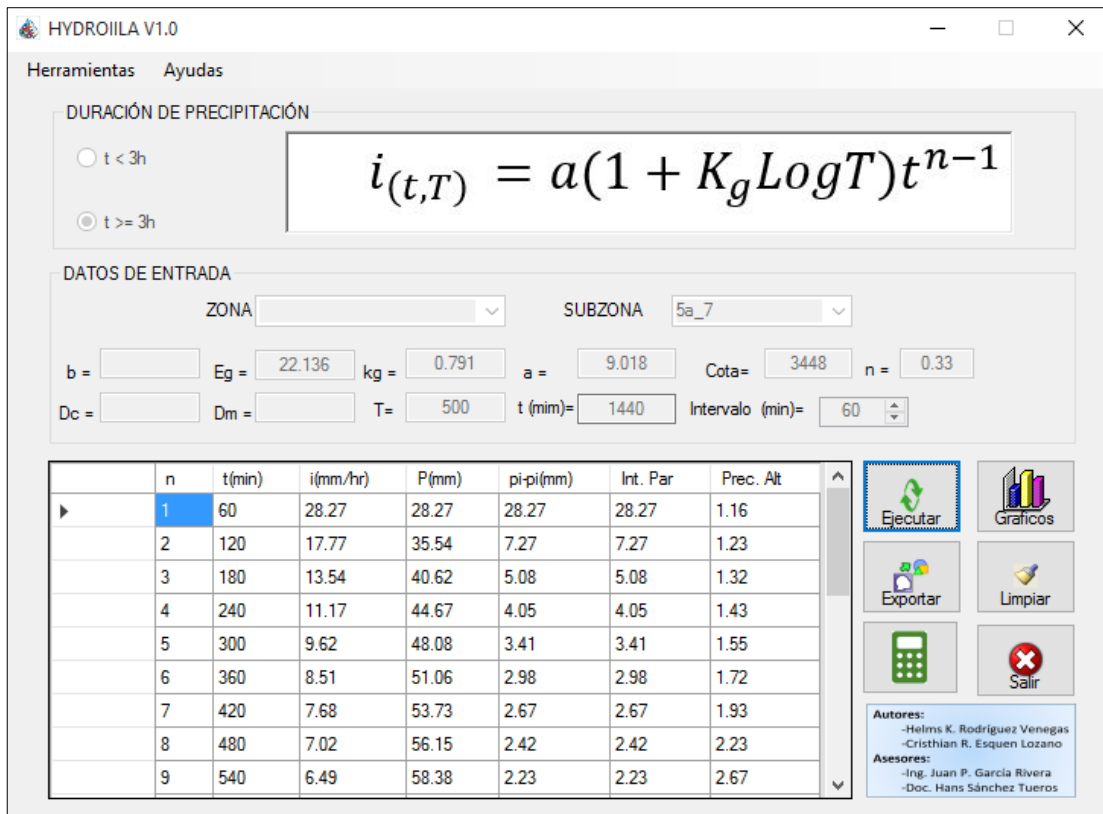 HYDROIILA V1.0
Herramientas Ayudas
DURACIÓN DE PRECIPITACIÓN
t < 3h
t >= 3h
i(t,T) = a(1 + KgLogT)t^{n-1}
DATOS DE ENTRADA
ZONA SUBZONA 5a_7
b = Eg = 22.136 kg = 0.791 a = 9.018 Cota= 3448 n = 0.33
Dc = Dm = T= 500 t (mim)= 1440 Intervalo (min)= 60
n t(min) i(mm/hr) P(mm) pi-pi(mm) Int. Par Prec. Alt
1 60 28.27 28.27 28.27 28.27 1.16
2 120 17.77 35.54 7.27 7.27 1.23
3 180 13.54 40.62 5.08 5.08 1.32
4 240 11.17 44.67 4.05 4.05 1.43
5 300 9.62 48.08 3.41 3.41 1.55
6 360 8.51 51.06 2.98 2.98 1.72
7 420 7.68 53.73 2.67 2.67 1.93
8 480 7.02 56.15 2.42 2.42 2.23
9 540 6.49 58.38 2.23 2.23 2.67
Ejecutar Graficos
Exportar Limpiar
Salir
Autores:
-Helms K. Rodríguez Venegas
-Cristhian R. Esquen Lozano
Asesores:
-Ing. Juan P. García Rivera
-Doc. Hans Sánchez Tueros